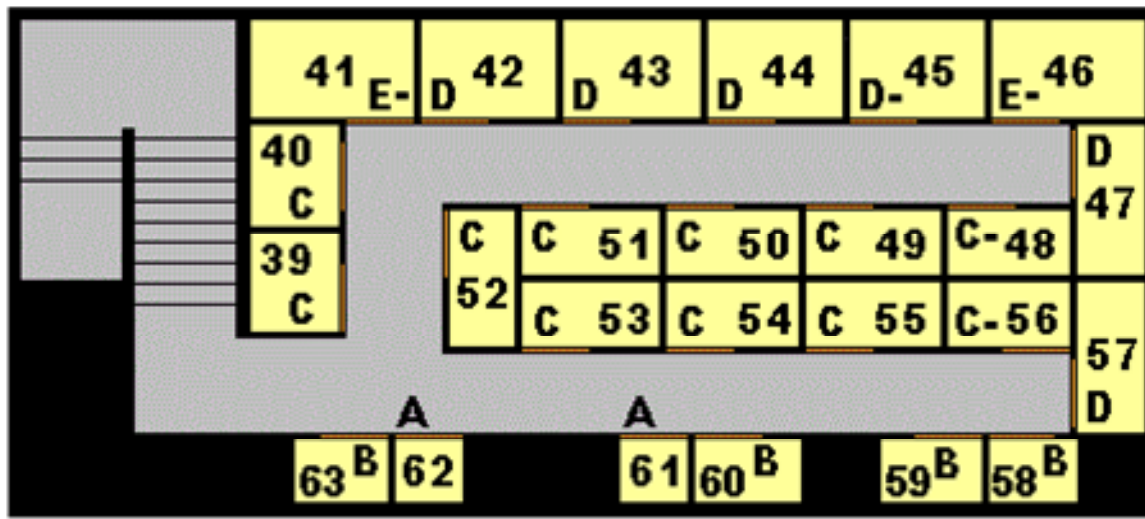 41 E- D 42 D 43 D 44 D- 45 E- 46
40 C
D 47
C 52
C 51 C 50 C 49 C- 48
39 C
C 53 C 54 C 55 C- 56
57 D
A A
63 B 62 61 60 B 59 B 58 B